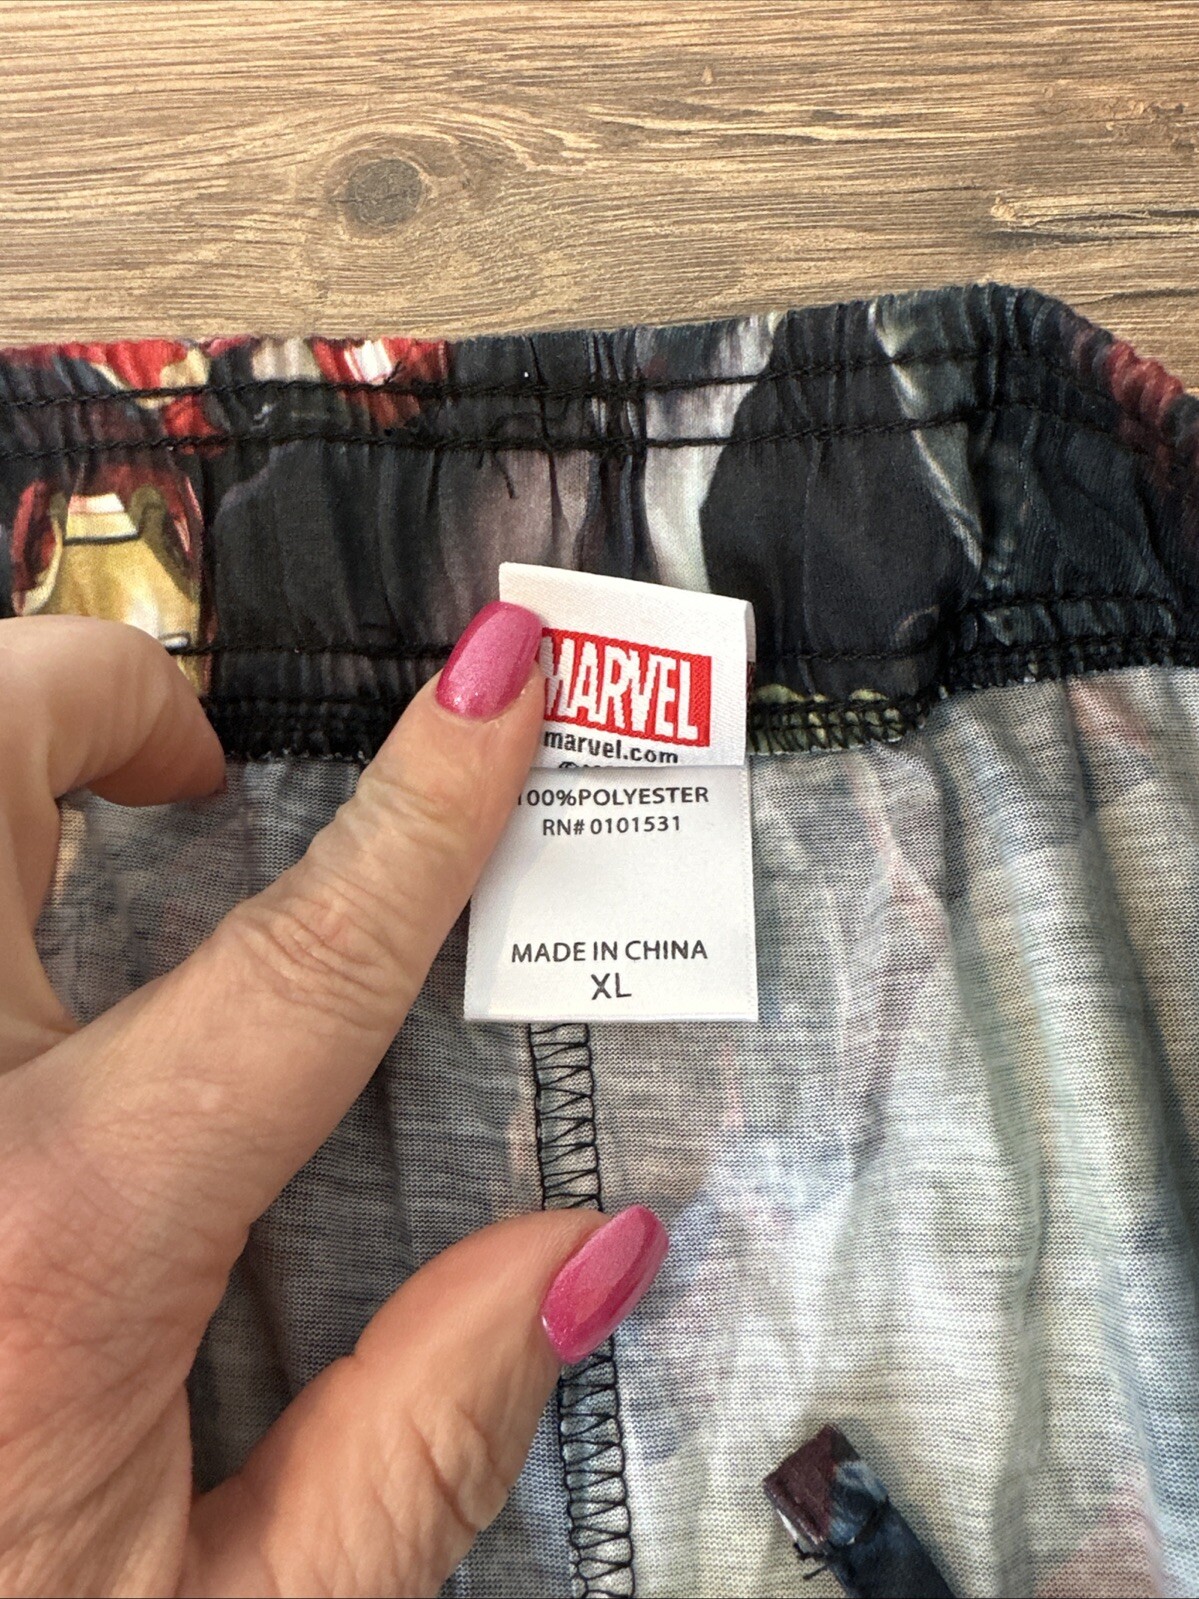 MARVEL
marvel.com
100%POLYESTER
RN# 0101531
MADE IN CHINA
XL